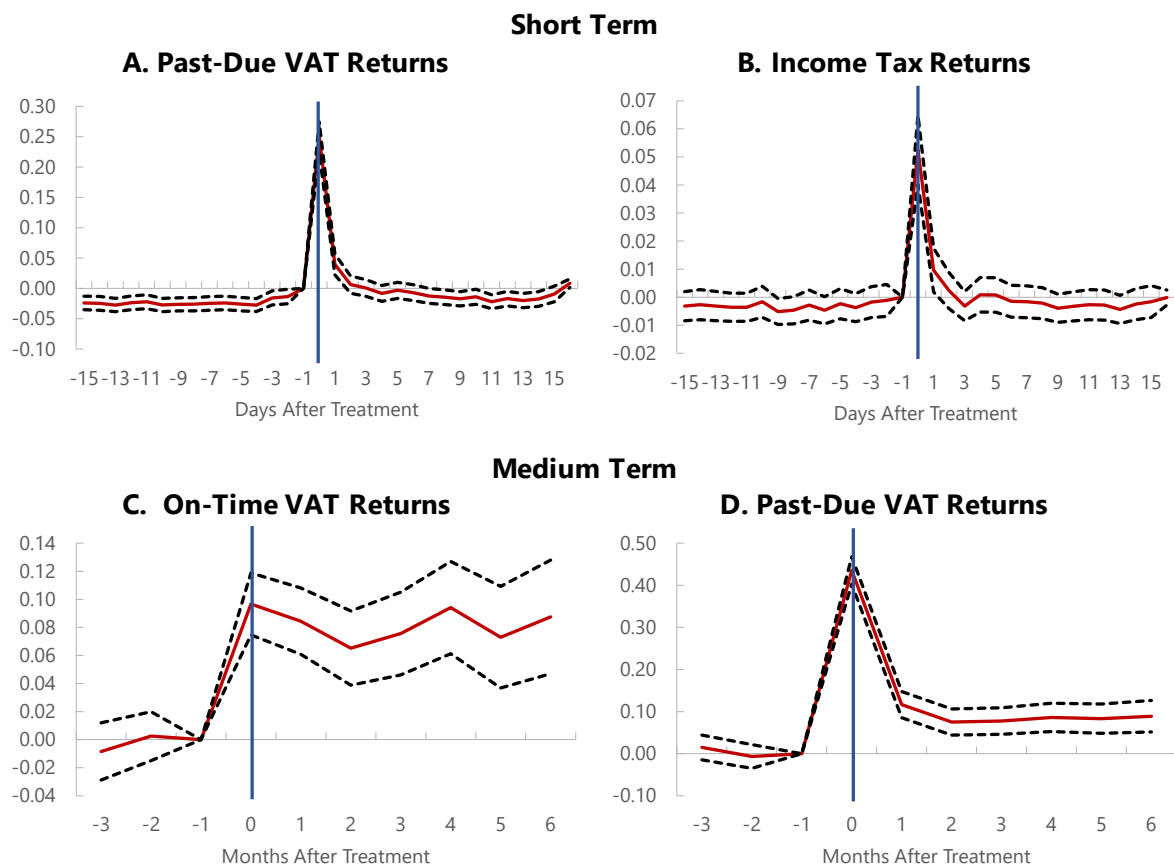 Short Term
A. Past-Due VAT Returns
0.30
0.25
0.20
0.15
0.10
0.05
0.00
-0.05
-0.10
-15 -13 -11 -9 -7 -5 -3 -1 1 3 5 7 9 11 13 15
Days After Treatment
B. Income Tax Returns
0.07
0.06
0.05
0.04
0.03
0.02
0.01
0.00
-0.01
-0.02
-15 -13 -11 -9 -7 -5 -3 -1 1 3 5 7 9 11 13 15
Days After Treatment
Medium Term
C. On-Time VAT Returns
0.14
0.12
0.10
0.08
0.06
0.04
0.02
0.00
-0.02
-0.04
-3 -2 -1 0 1 2 3 4 5 6
Months After Treatment
D. Past-Due VAT Returns
0.50
0.40
0.30
0.20
0.10
0.00
-0.10
-3 -2 -1 0 1 2 3 4 5 6
Months After Treatment